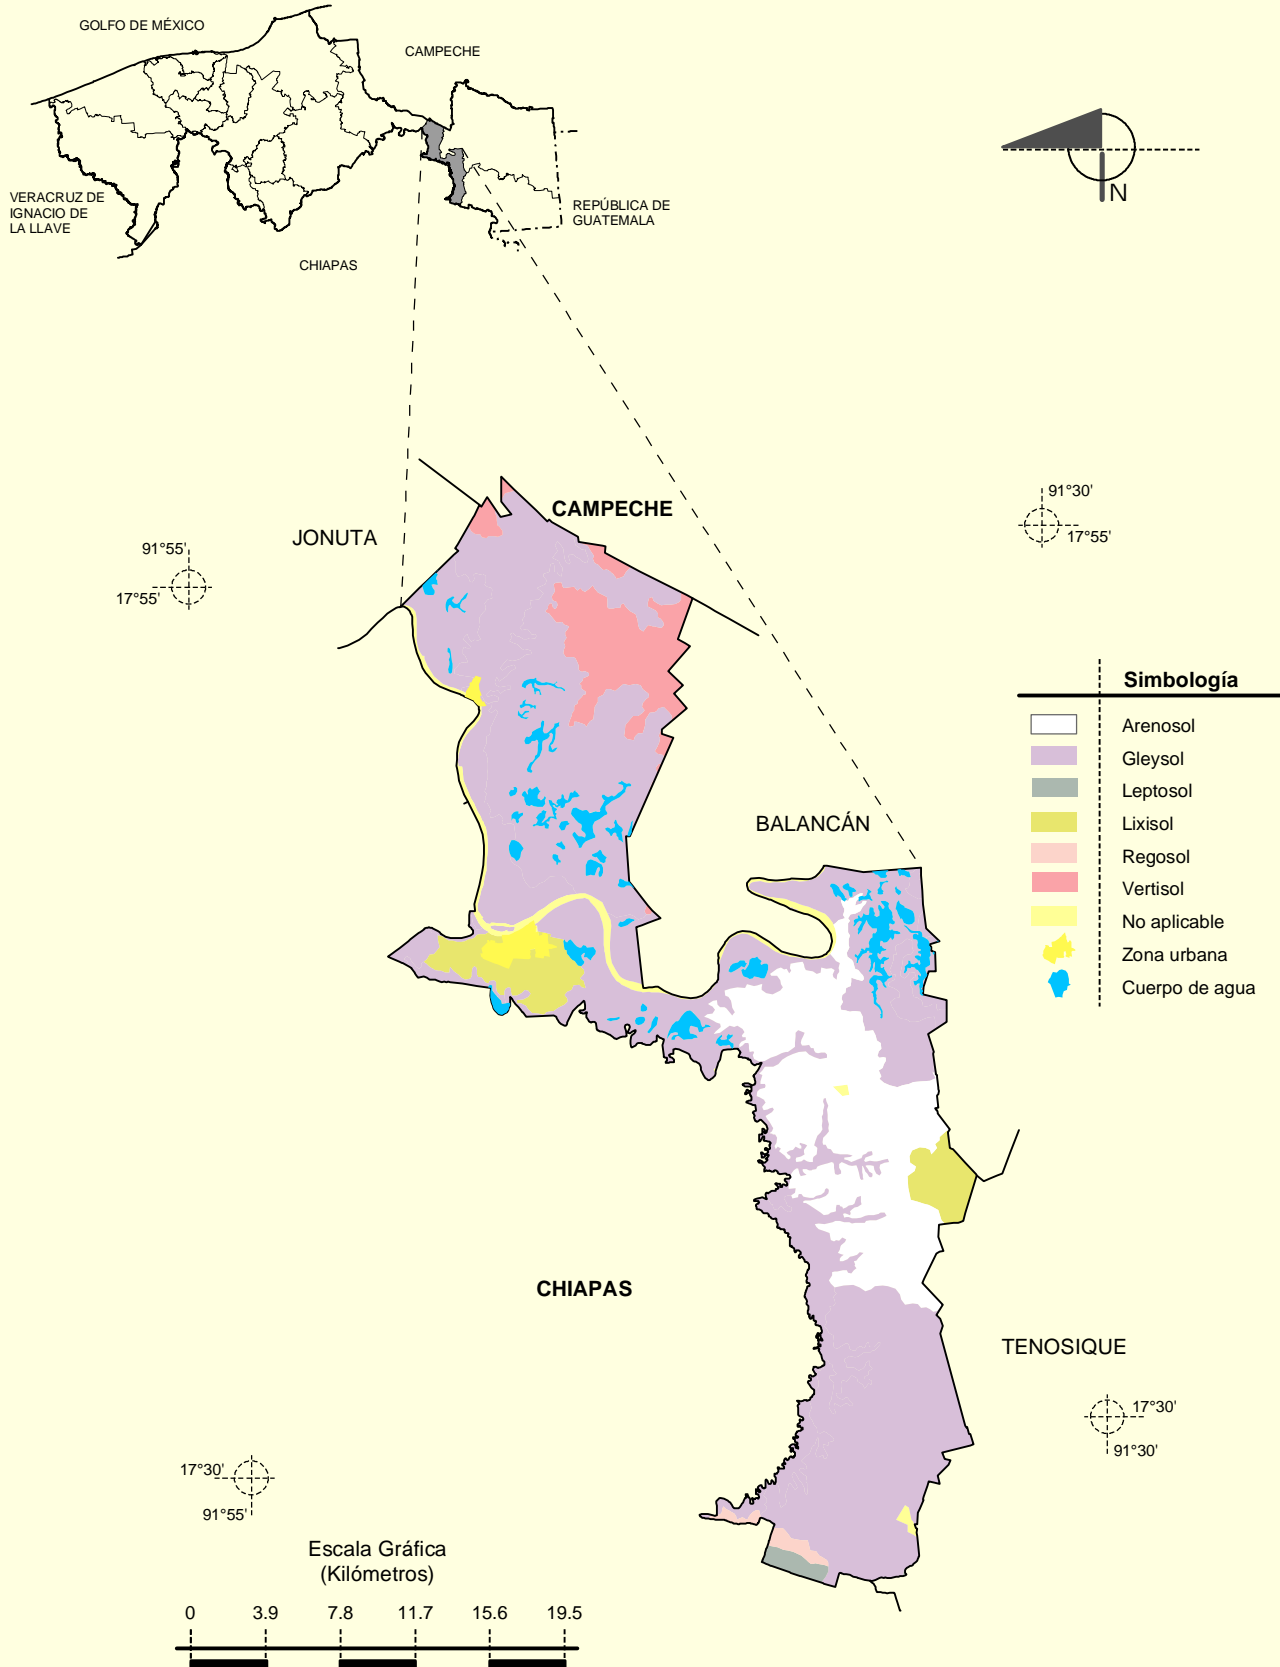 GOLFO DE MÉXICO
CAMPECHE
VERACRUZ DE
IGNACIO DE
LA LLAVE
REPÚBLICA DE
GUATEMALA
CHIAPAS
N
CAMPECHE
JONUTA
91°55'
17°55'
91°30'
17°55'
Simbología
Arenosol
Gleysol
Leptosol
Lixisol
Regosol
Vertisol
No aplicable
Zona urbana
Cuerpo de agua
BALANCÁN
CHIAPAS
TENOSIQUE
17°30'
91°30'
17°30'
91°55'
Escala Gráfica
(Kilómetros)
0 3.9 7.8 11.7 15.6 19.5